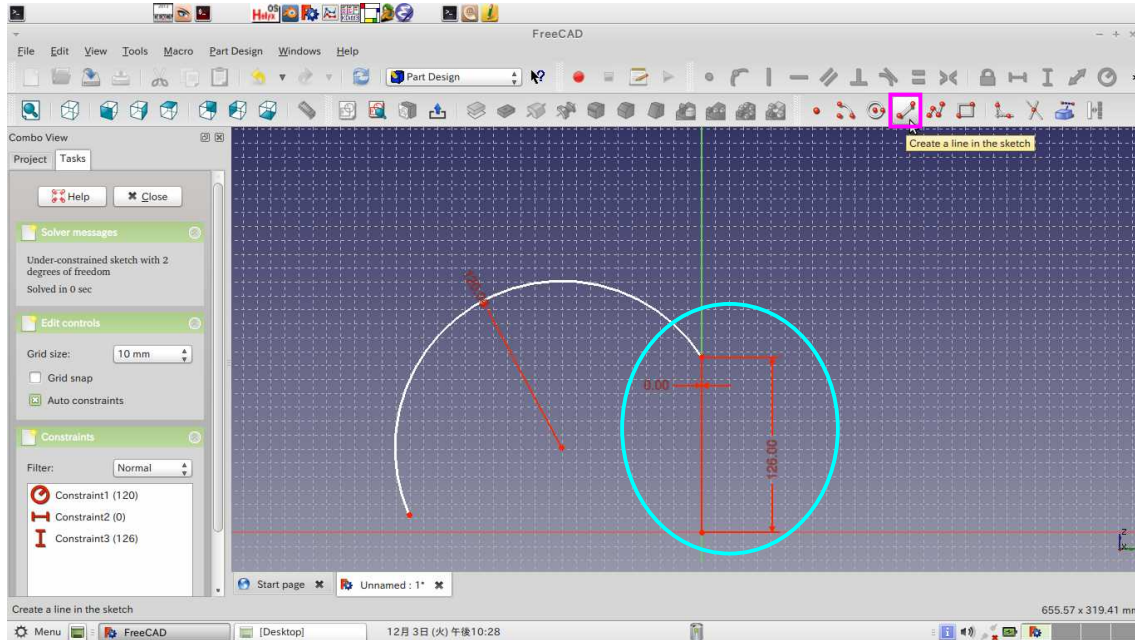 FreeCAD
File Edit View Tools Macro Part Design Windows Help
Part Design
Combo View
Project Tasks
Create a line in the sketch
Help Close
Solver messages
Under-constrained sketch with 2
degrees of freedom
Solved in 0 sec
Edit controls
Grid size: 10 mm
Grid snap
Auto constraints
Constraints
Filter: Normal
Constraint1 (120)
Constraint2 (0)
Constraint3 (126)
0.00
126.00
Z
X
Start page Unnamed : 1*
Create a line in the sketch
655.57 x 319.41 mm
Menu FreeCAD [Desktop] 12月 3日 (火) 午後10:28